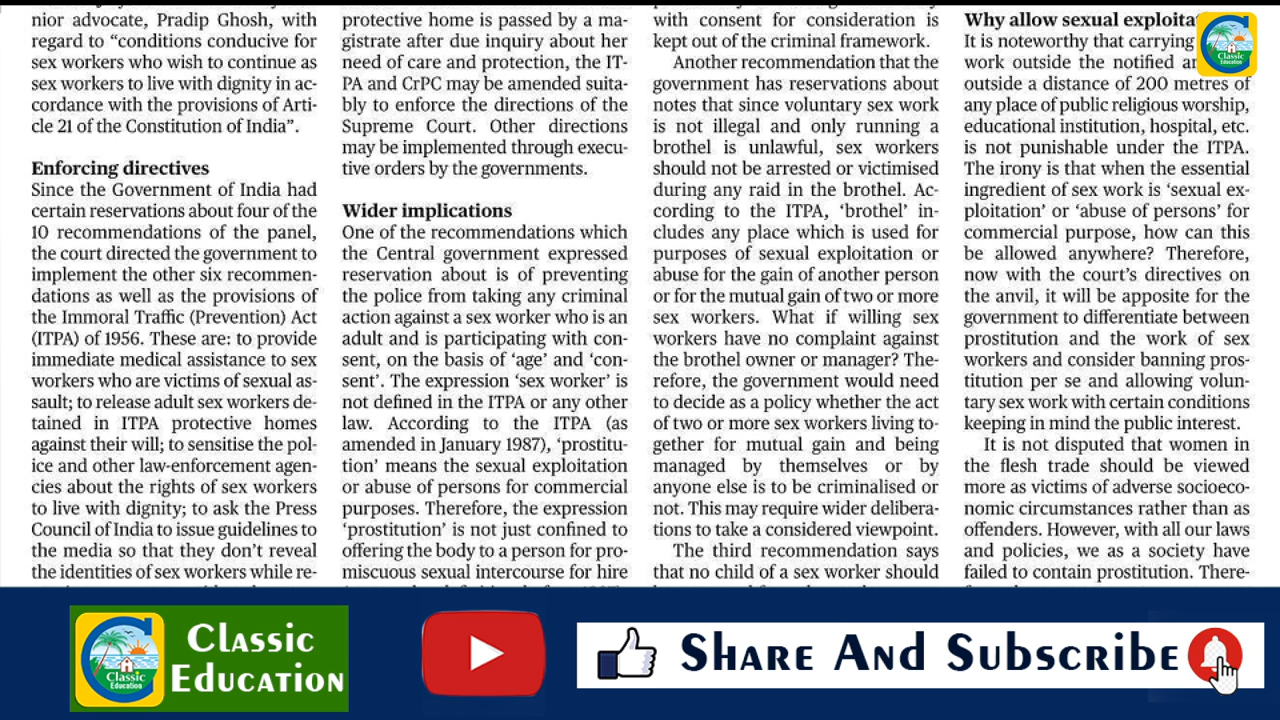 nior advocate, Pradip Ghosh, with
regard to “conditions conducive for
sex workers who wish to continue as
sex workers to live with dignity in ac-
cordance with the provisions of Arti-
cle 21 of the Constitution of India”.
Enforcing directives
Since the Government of India had
certain reservations about four of the
10 recommendations of the panel,
the court directed the government to
implement the other six recommen-
dations as well as the provisions of
the Immoral Traffic (Prevention) Act
(ITPA) of 1956. These are: to provide
immediate medical assistance to sex
workers who are victims of sexual as-
sault; to release adult sex workers de-
tained in ITPA protective homes
against their will; to sensitise the pol-
ice and other law-enforcement agen-
cies about the rights of sex workers
to live with dignity; to ask the Press
Council of India to issue guidelines to
the media so that they don’t reveal
the identities of sex workers while re-
protective home is passed by a ma-
gistrate after due inquiry about her
need of care and protection, the IT-
PA and CrPC may be amended suita-
bly to enforce the directions of the
Supreme Court. Other directions
may be implemented through execu-
tive orders by the governments.
Wider implications
One of the recommendations which
the Central government expressed
reservation about is of preventing
the police from taking any criminal
action against a sex worker who is an
adult and is participating with con-
sent, on the basis of ‘age’ and ‘con-
sent’. The expression ‘sex worker’ is
not defined in the ITPA or any other
law. According to the ITPA (as
amended in January 1987), ‘prostitu-
tion’ means the sexual exploitation
or abuse of persons for commercial
purposes. Therefore, the expression
‘prostitution’ is not just confined to
offering the body to a person for pro-
miscuous sexual intercourse for hire
with consent for consideration is
kept out of the criminal framework.
Another recommendation that the
government has reservations about
notes that since voluntary sex work
is not illegal and only running a
brothel is unlawful, sex workers
should not be arrested or victimised
during any raid in the brothel. Ac-
cording to the ITPA, ‘brothel’ in-
cludes any place which is used for
purposes of sexual exploitation or
abuse for the gain of another person
or for the mutual gain of two or more
sex workers. What if willing sex
workers have no complaint against
the brothel owner or manager? The-
refore, the government would need
to decide as a policy whether the act
of two or more sex workers living to-
gether for mutual gain and being
managed by themselves or by
anyone else is to be criminalised or
not. This may require wider delibera-
tions to take a considered viewpoint.
The third recommendation says
that no child of a sex worker should
Why allow sexual exploita
It is noteworthy that carrying
work outside the notified
outside a distance of 200 metres of
any place of public religious worship,
educational institution, hospital, etc.
is not punishable under the ITPA.
The irony is that when the essential
ingredient of sex work is ‘sexual ex-
ploitation’ or ‘abuse of persons’ for
commercial purpose, how can this
be allowed anywhere? Therefore,
now with the court’s directives on
the anvil, it will be apposite for the
government to differentiate between
prostitution and the work of sex
workers and consider banning pros-
titution per se and allowing volun-
tary sex work with certain conditions
keeping in mind the public interest.
It is not disputed that women in
the flesh trade should be viewed
more as victims of adverse socioeco-
nomic circumstances rather than as
offenders. However, with all our laws
and policies, we as a society have
failed to contain prostitution. There-
Classic
Education
Classic
Education
Classic
Education
Share And Subscribe